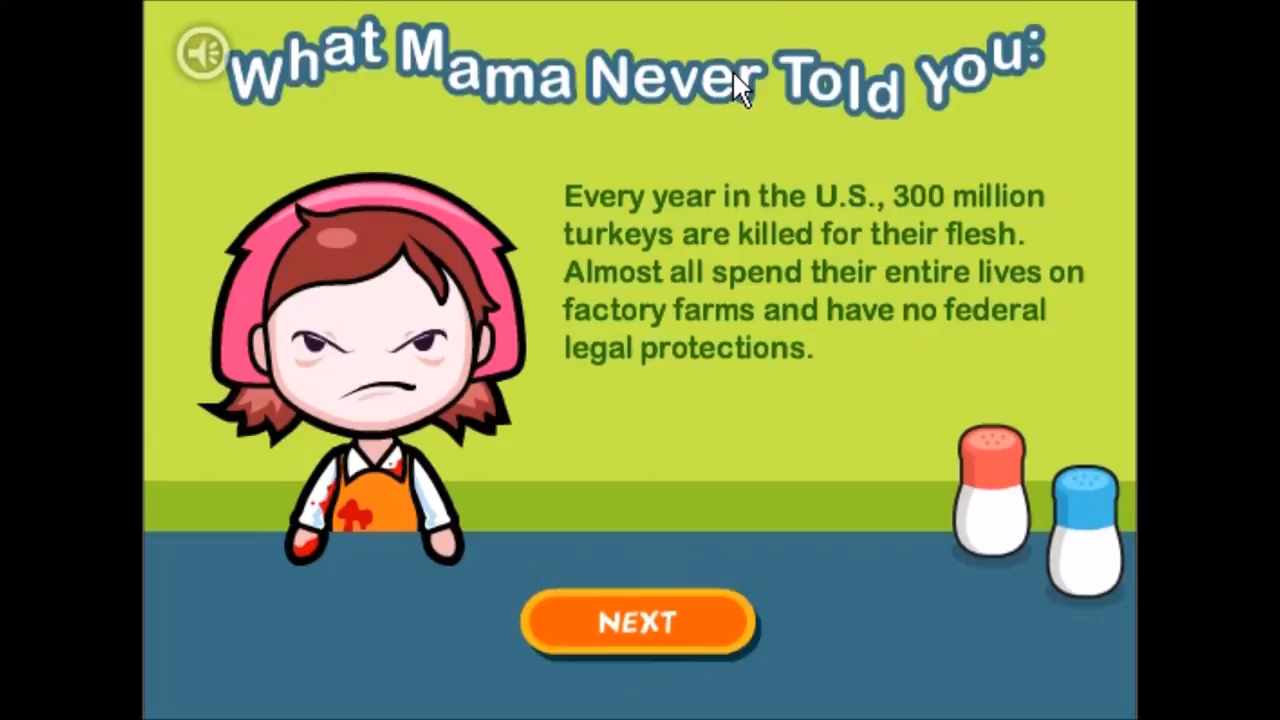 What Mama Never Told You:
Every year in the U.S., 300 million
turkeys are killed for their flesh.
Almost all spend their entire lives on
factory farms and have no federal
legal protections.
NEXT